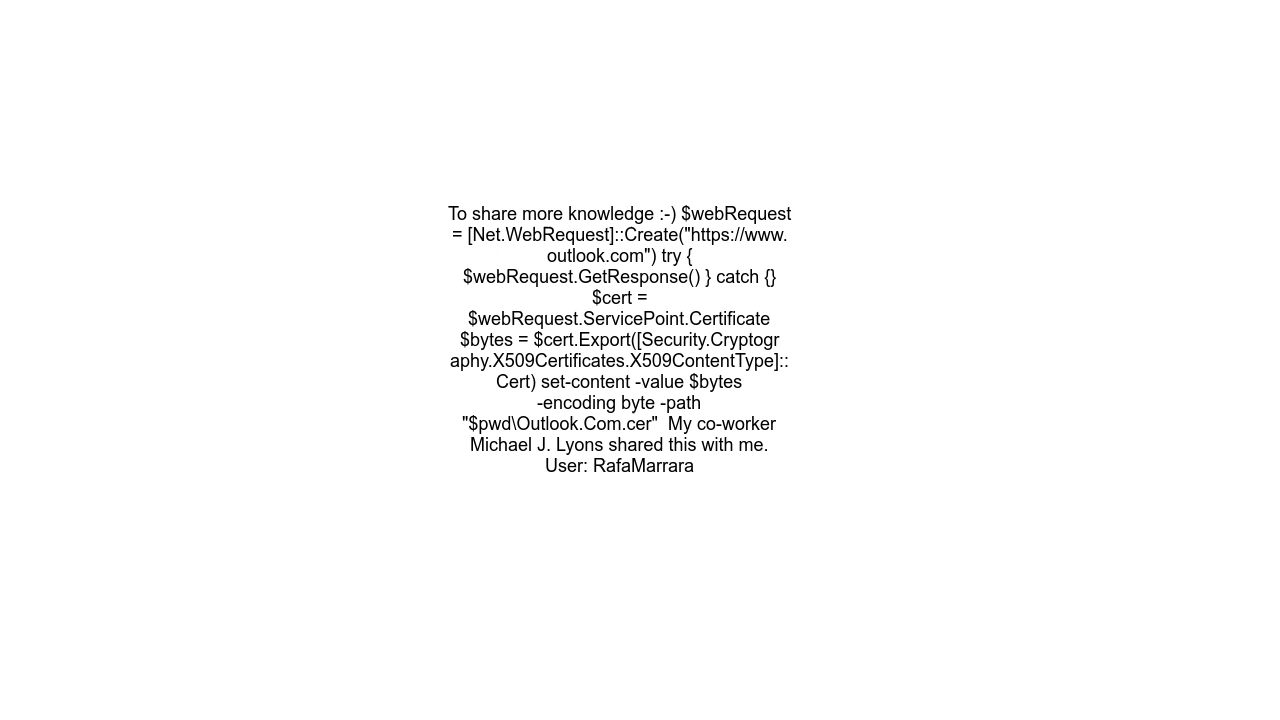 To share more knowledge :-) $webRequest
= [Net.WebRequest]::Create("https://www.
outlook.com") try {
$webRequest.GetResponse() } catch {}
$cert =
$webRequest.ServicePoint.Certificate
$bytes = $cert.Export([Security.Cryptogr
aphy.X509Certificates.X509ContentType]::
Cert) set-content -value $bytes
-encoding byte -path
"$pwd\Outlook.Com.cer"  My co-worker
Michael J. Lyons shared this with me.
User: RafaMarrara